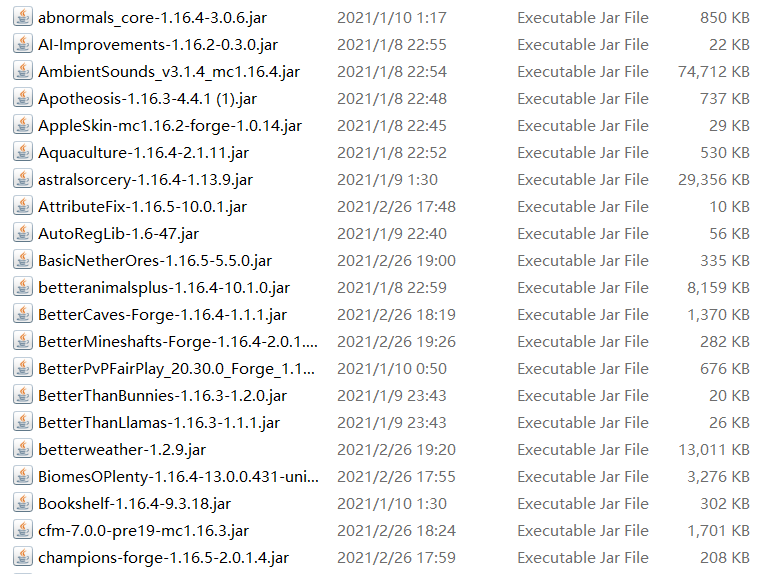 abnormals_core-1.16.4-3.0.6.jar 2021/1/10 1:17 Executable Jar File 850 KB
AI-Improvements-1.16.2-0.3.0.jar 2021/1/8 22:55 Executable Jar File 22 KB
AmbientSounds_v3.1.4_mc1.16.4.jar 2021/1/8 22:54 Executable Jar File 74,712 KB
Apotheosis-1.16.3-4.4.1 (1).jar 2021/1/8 22:48 Executable Jar File 737 KB
AppleSkin-mc1.16.2-forge-1.0.14.jar 2021/1/8 22:45 Executable Jar File 29 KB
Aquaculture-1.16.4-2.1.11.jar 2021/1/8 22:52 Executable Jar File 530 KB
astralsorcery-1.16.4-1.13.9.jar 2021/1/9 1:30 Executable Jar File 29,356 KB
AttributeFix-1.16.5-10.0.1.jar 2021/2/26 17:48 Executable Jar File 10 KB
AutoRegLib-1.6-47.jar 2021/1/9 22:40 Executable Jar File 56 KB
BasicNetherOres-1.16.5-5.5.0.jar 2021/2/26 19:00 Executable Jar File 335 KB
betteranimalsplus-1.16.4-10.1.0.jar 2021/1/8 22:59 Executable Jar File 8,159 KB
BetterCaves-Forge-1.16.4-1.1.1.jar 2021/2/26 18:19 Executable Jar File 1,370 KB
BetterMineshafts-Forge-1.16.4-2.0.1.... 2021/2/26 19:26 Executable Jar File 282 KB
BetterPvPFairPlay_20.30.0_Forge_1.1... 2021/1/10 0:50 Executable Jar File 676 KB
BetterThanBunnies-1.16.3-1.2.0.jar 2021/1/9 23:43 Executable Jar File 20 KB
BetterThanLlamas-1.16.3-1.1.1.jar 2021/1/9 23:43 Executable Jar File 26 KB
betterweather-1.2.9.jar 2021/2/26 19:20 Executable Jar File 13,011 KB
BiomesOPlenty-1.16.4-13.0.0.431-uni... 2021/2/26 17:55 Executable Jar File 3,276 KB
Bookshelf-1.16.4-9.3.18.jar 2021/1/10 1:30 Executable Jar File 302 KB
cfm-7.0.0-pre19-mc1.16.3.jar 2021/2/26 18:24 Executable Jar File 1,701 KB
champions-forge-1.16.5-2.0.1.4.jar 2021/2/26 17:59 Executable Jar File 208 KB